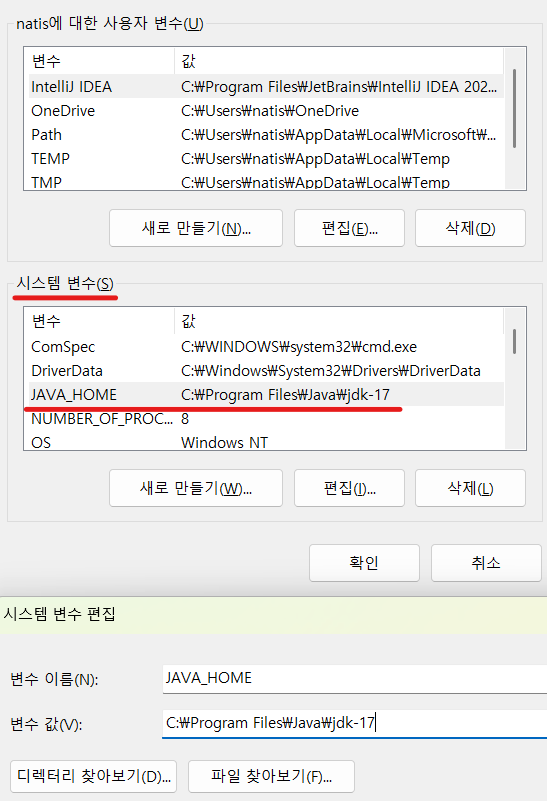 natis에 대한 사용자 변수(U)
변수 값
IntelliJ IDEA C:₩Program Files₩JetBrains₩IntelliJ IDEA 202...
OneDrive C:₩Users₩natis₩OneDrive
Path C:₩Users₩natis₩AppData₩Local₩Microsoft₩...
TEMP C:₩Users₩natis₩AppData₩Local₩Temp
TMP C:₩Users₩natis₩AppData₩Local₩Temp
새로 만들기(N)... 편집(E)... 삭제(D)
시스템 변수(S)
변수 값
ComSpec C:₩WINDOWS₩system32₩cmd.exe
DriverData C:₩Windows₩System32₩Drivers₩DriverData
JAVA_HOME C:₩Program Files₩Java₩jdk-17
NUMBER_OF_PROC... 8
OS Windows NT
새로 만들기(W)... 편집(I)... 삭제(L)
확인 취소
시스템 변수 편집
변수 이름(N): JAVA_HOME
변수 값(V): C:₩Program Files₩Java₩jdk-17
디렉터리 찾아보기(D)... 파일 찾아보기(F)...